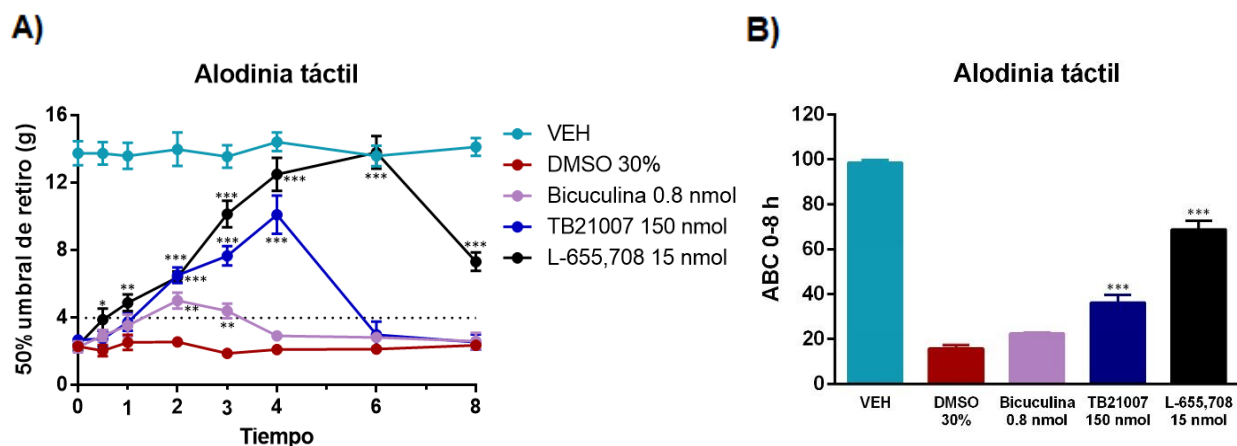 A)
Alodinia táctil
16
12
8
4
0
50% umbral de retiro (g)
0
1
2
3
4
6
8
Tiempo
*
**
***
***
**
***
***
**
***
***
***
***
VEH
DMSO 30%
Bicuculina 0.8 nmol
TB21007 150 nmol
L-655,708 15 nmol
B)
Alodinia táctil
120
100
80
60
40
20
0
ABC 0-8 h
***
***
VEH
DMSO
30%
Bicuculina
0.8 nmol
TB21007
150 nmol
L-655,708
15 nmol